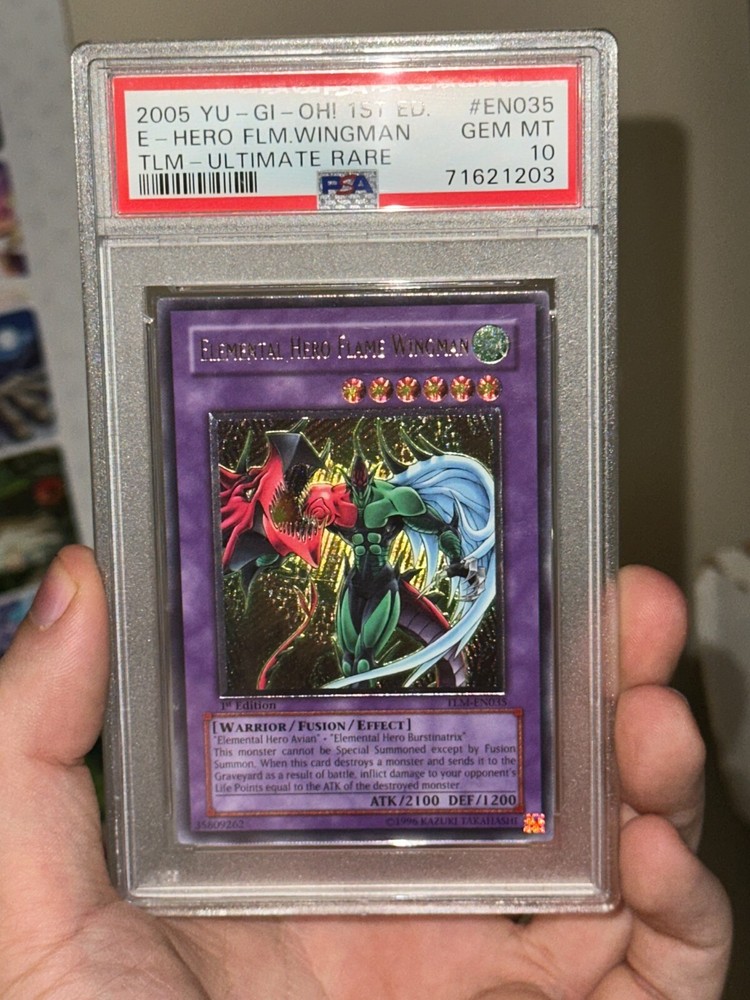 2005 YU-GI-OH! 1ST ED. #EN035
E-HERO FLM.WINGMAN GEM MT
TLM-ULTIMATE RARE 10
PSA 71621203
Elemental Hero Flame Wingman
1st Edition TLM-EN035
[Warrior/Fusion/Effect]
"Elemental Hero Avian" · "Elemental Hero Burstinatrix"
This monster cannot be Special Summoned except by Fusion
Summon. When this card destroys a monster and sends it to the
Graveyard as a result of battle, inflict damage to your opponent's
Life Points equal to the ATK of the destroyed monster.
ATK/2100 DEF/1200
35809262 ©1996 KAZUKI TAKAHASHI